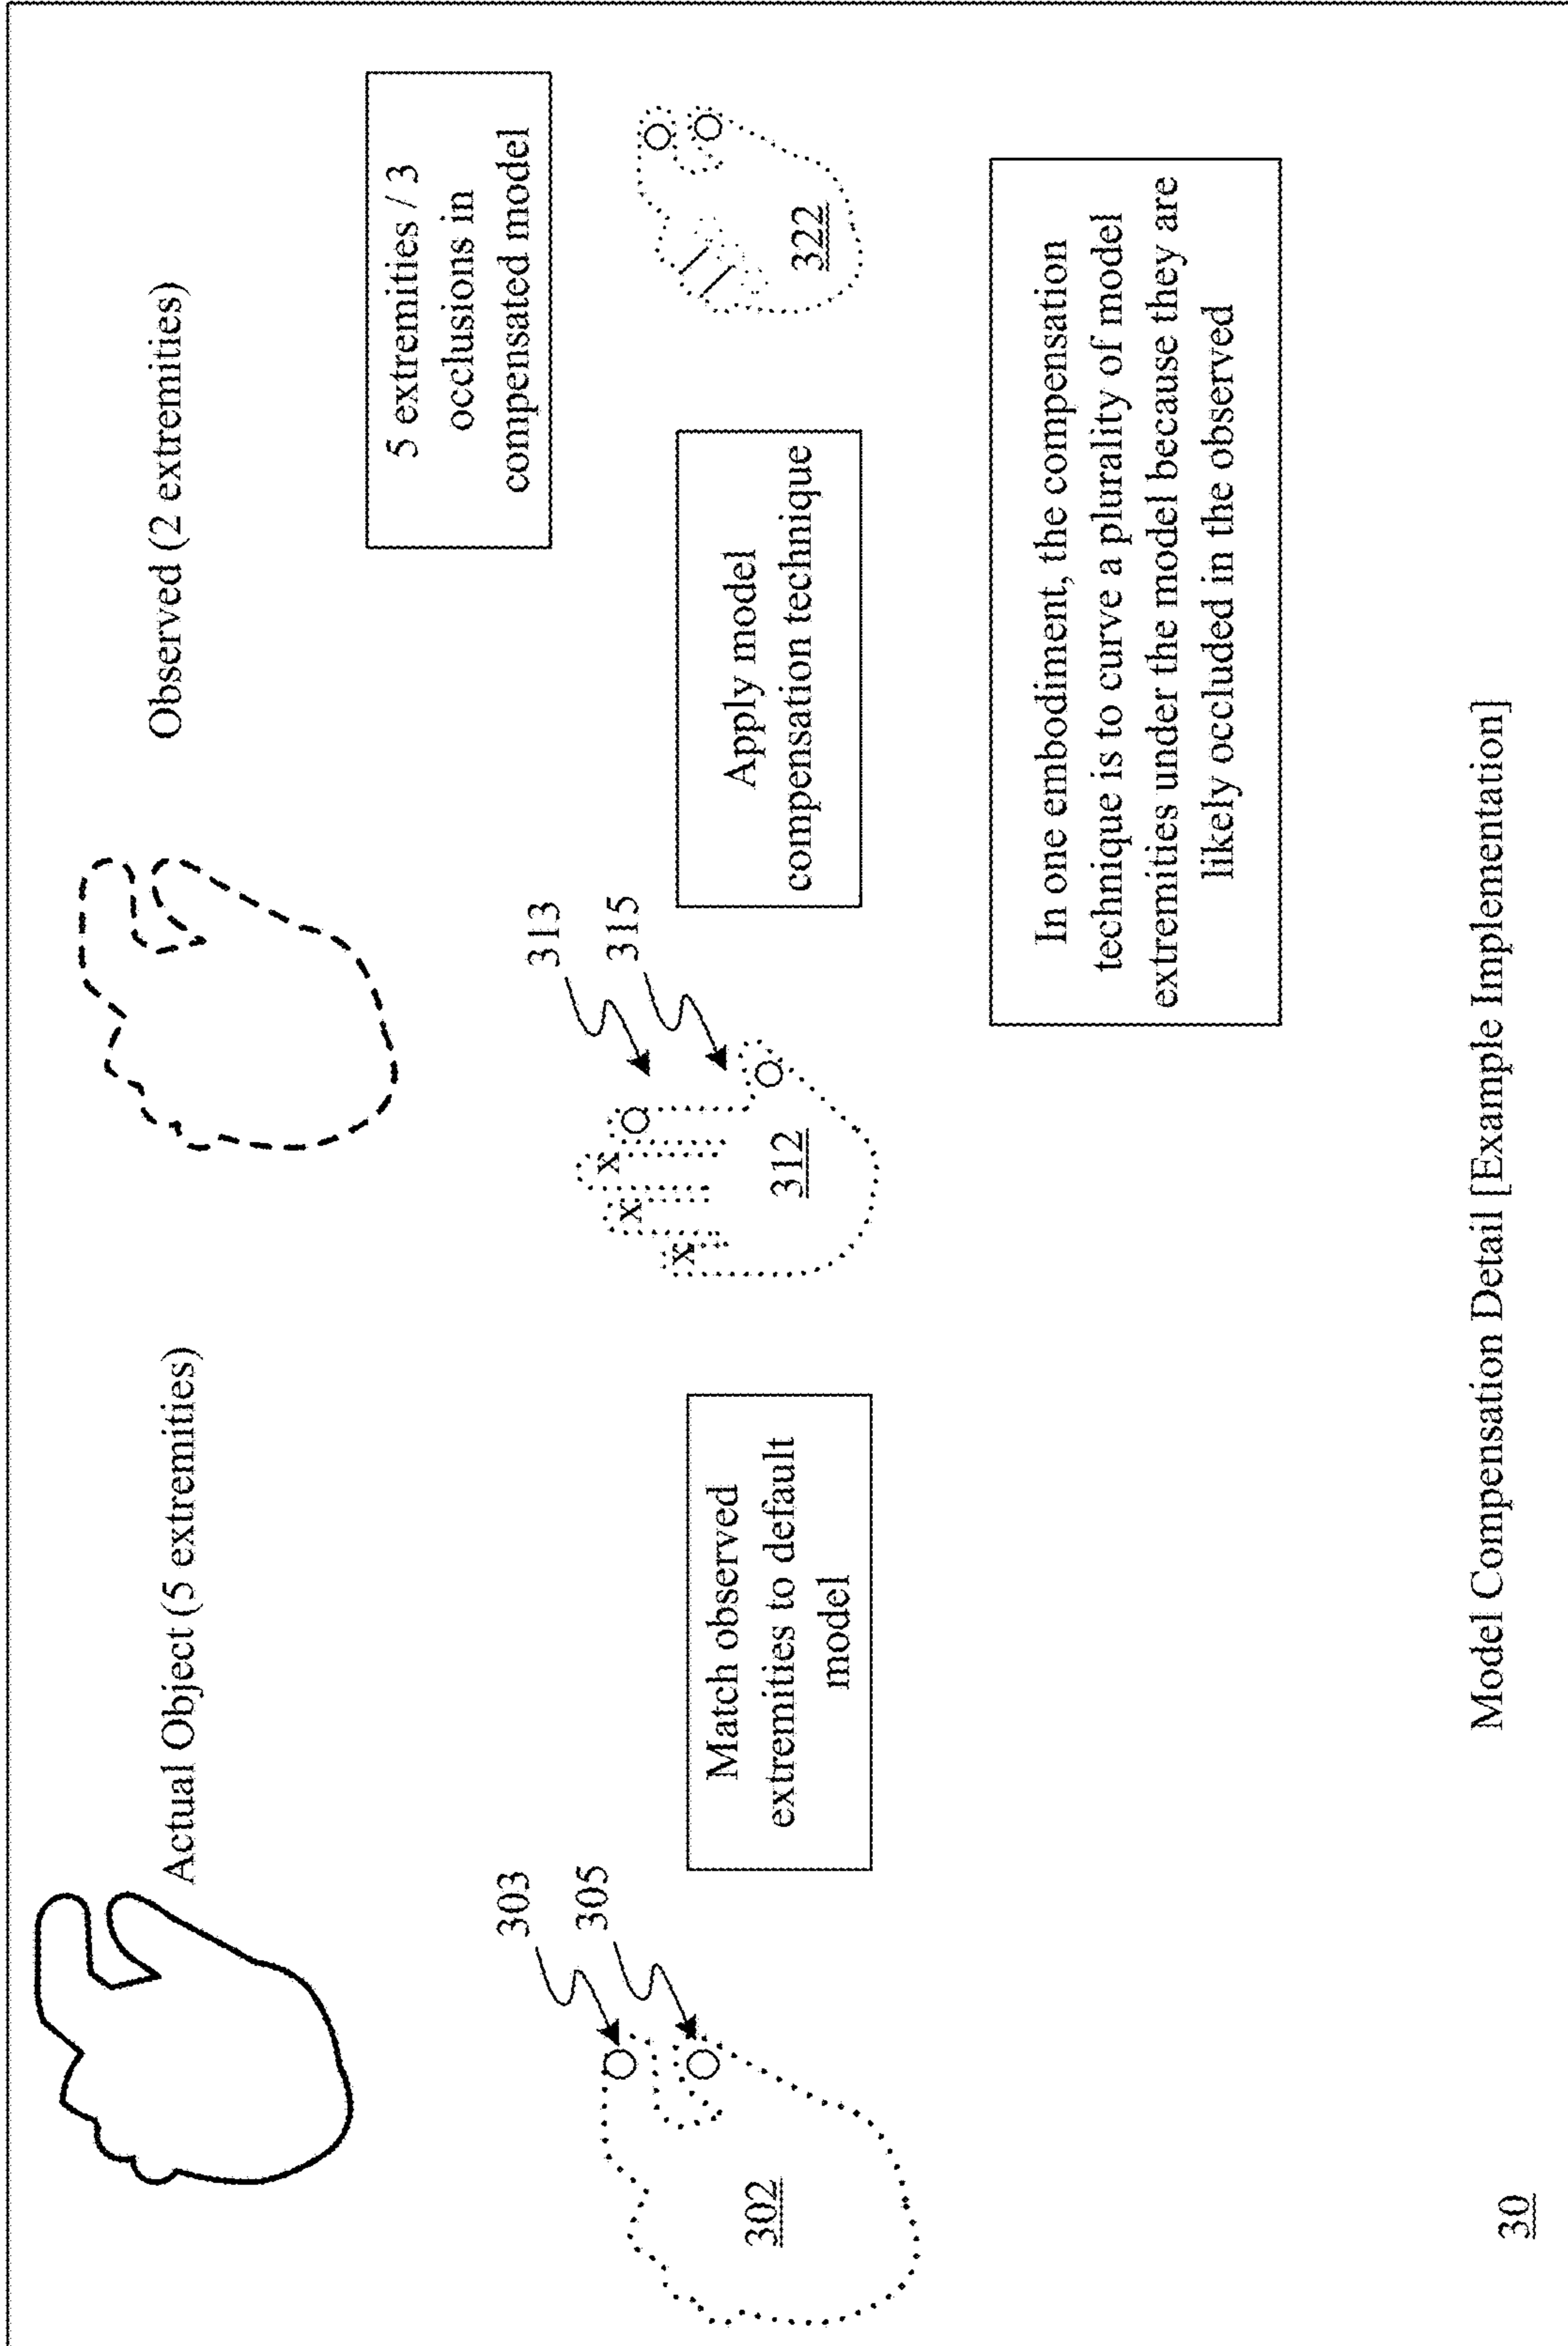 Actual Object (5 extremities)
Observed (2 extremities)
5 extremities / 3
occlusions in
compensated model
303
305
302
Match observed
extremities to default
model
313
315
x
x
x
312
Apply model
compensation technique
322
In one embodiment, the compensation
technique is to curve a plurality of model
extremities under the model because they are
likely occluded in the observed
30
Model Compensation Detail [Example Implementation]